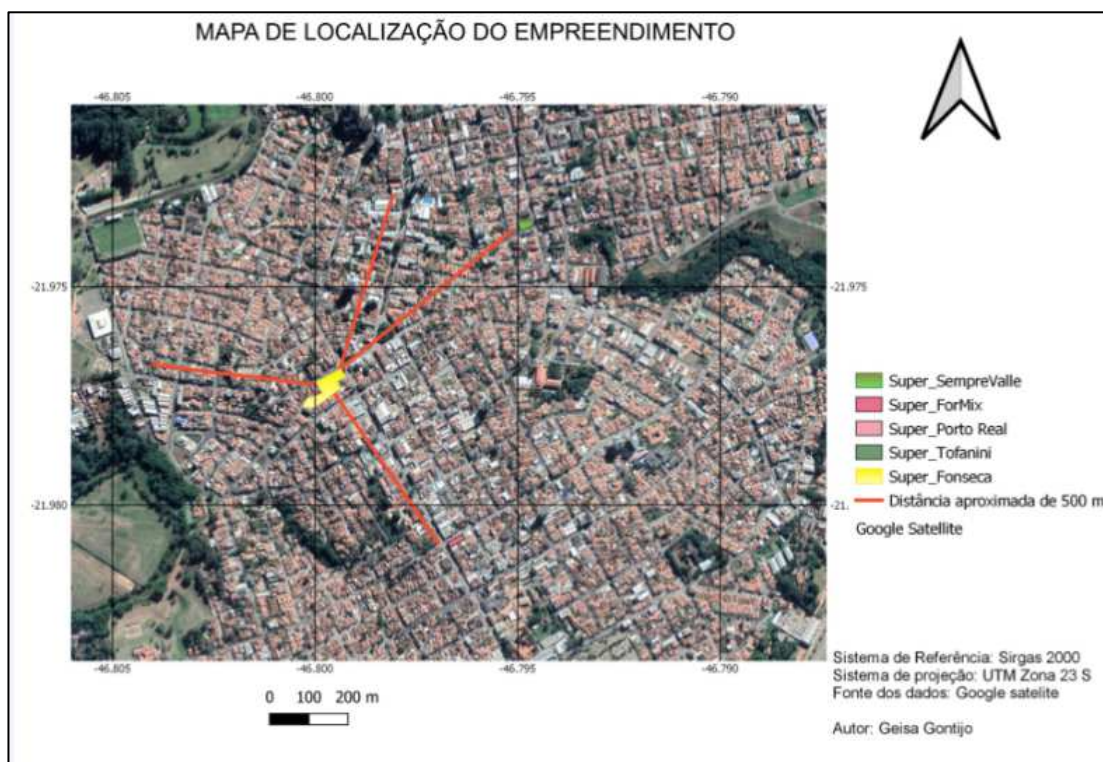 MAPA DE LOCALIZAÇÃO DO EMPREENDIMENTO
-46.805 -46.800 -46.795 -46.790
-21.975 -21.975
Super_SempreValle
Super_ForMix
Super_Porto Real
Super_Tofanini
Super_Fonseca
-21.980 -21.
Distância aproximada de 500 m
Google Satellite
-46.805 -46.800 -46.795 -46.790
0 100 200 m
Sistema de Referência: Sirgas 2000
Sistema de projeção: UTM Zona 23 S
Fonte dos dados: Google satelite
Autor: Geisa Gontijo